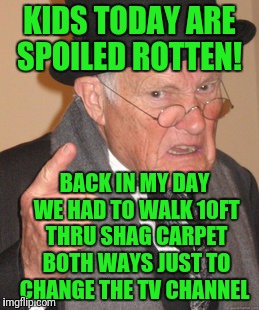 KIDS TODAY ARE
SPOILED ROTTEN!
BACK IN MY DAY
WE HAD TO WALK 10FT
THRU SHAG CARPET
BOTH WAYS JUST TO
CHANGE THE TV CHANNEL
imgflip.com